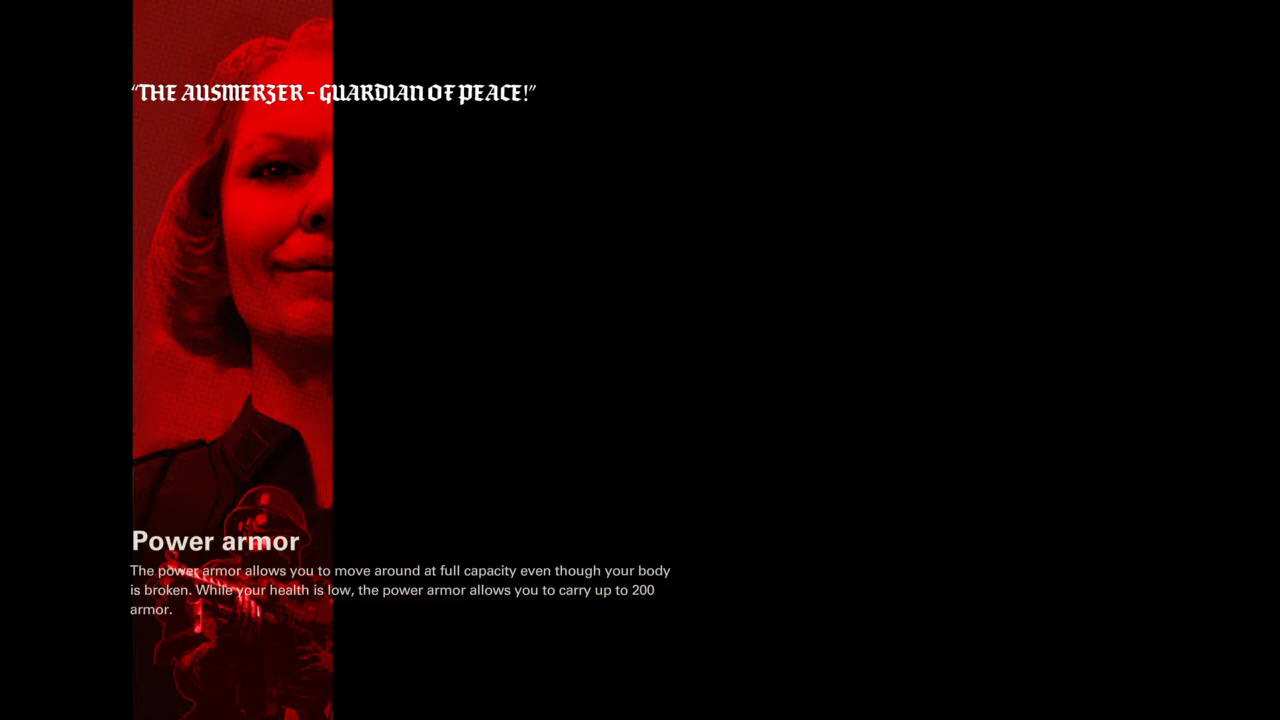 “THE AUSMERZER – GUARDIAN OF PEACE!”
Power armor
The power armor allows you to move around at full capacity even though your body
is broken. While your health is low, the power armor allows you to carry up to 200
armor.